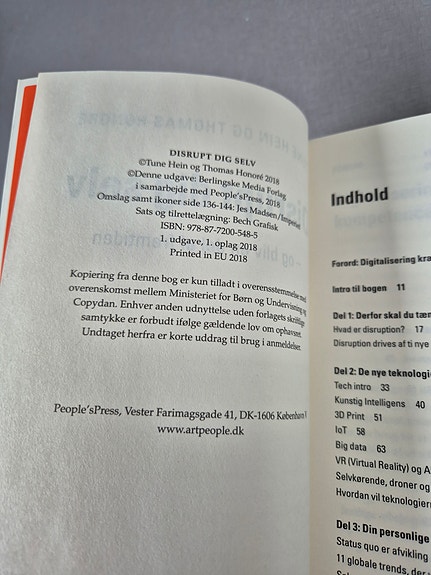 DISRUPT DIG SELV
©Tune Hein og Thomas Honoré 2018
©Denne udgave: Berlingske Media Forlag
i samarbejde med People'sPress, 2018
Omslag samt ikoner side 136-144: Jes Madsen/Imperiet
Sats og tilrettelægning: Bech Grafisk
ISBN: 978-87-7200-548-5
1. udgave, 1. oplag 2018
Printed in EU 2018
Kopiering fra denne bog er kun tilladt i overensstemmelse med
overenskomst mellem Ministeriet for Børn og Undervisning og
Copydan. Enhver anden udnyttelse uden forlagets skriftlige
samtykke er forbudt ifølge gældende lov om ophavsret.
Undtaget herfra er korte uddrag til brug i anmeldelser.
People'sPress, Vester Farimagsgade 41, DK-1606 København V
www.artpeople.dk
Indhold
Forord: Digitalisering kra
Intro til bogen 11
Del 1: Derfor skal du tæn
Hvad er disruption? 17
Disruption drives af ti nye
Del 2: De nye teknologie
Tech intro 33
Kunstig Intelligens 40
3D Print 51
IoT 58
Big data 63
VR (Virtual Reality) og A
Selvkørende, droner og
Hvordan vil teknologier
Del 3: Din personlige
Status quo er afvikling
11 globale trends, der